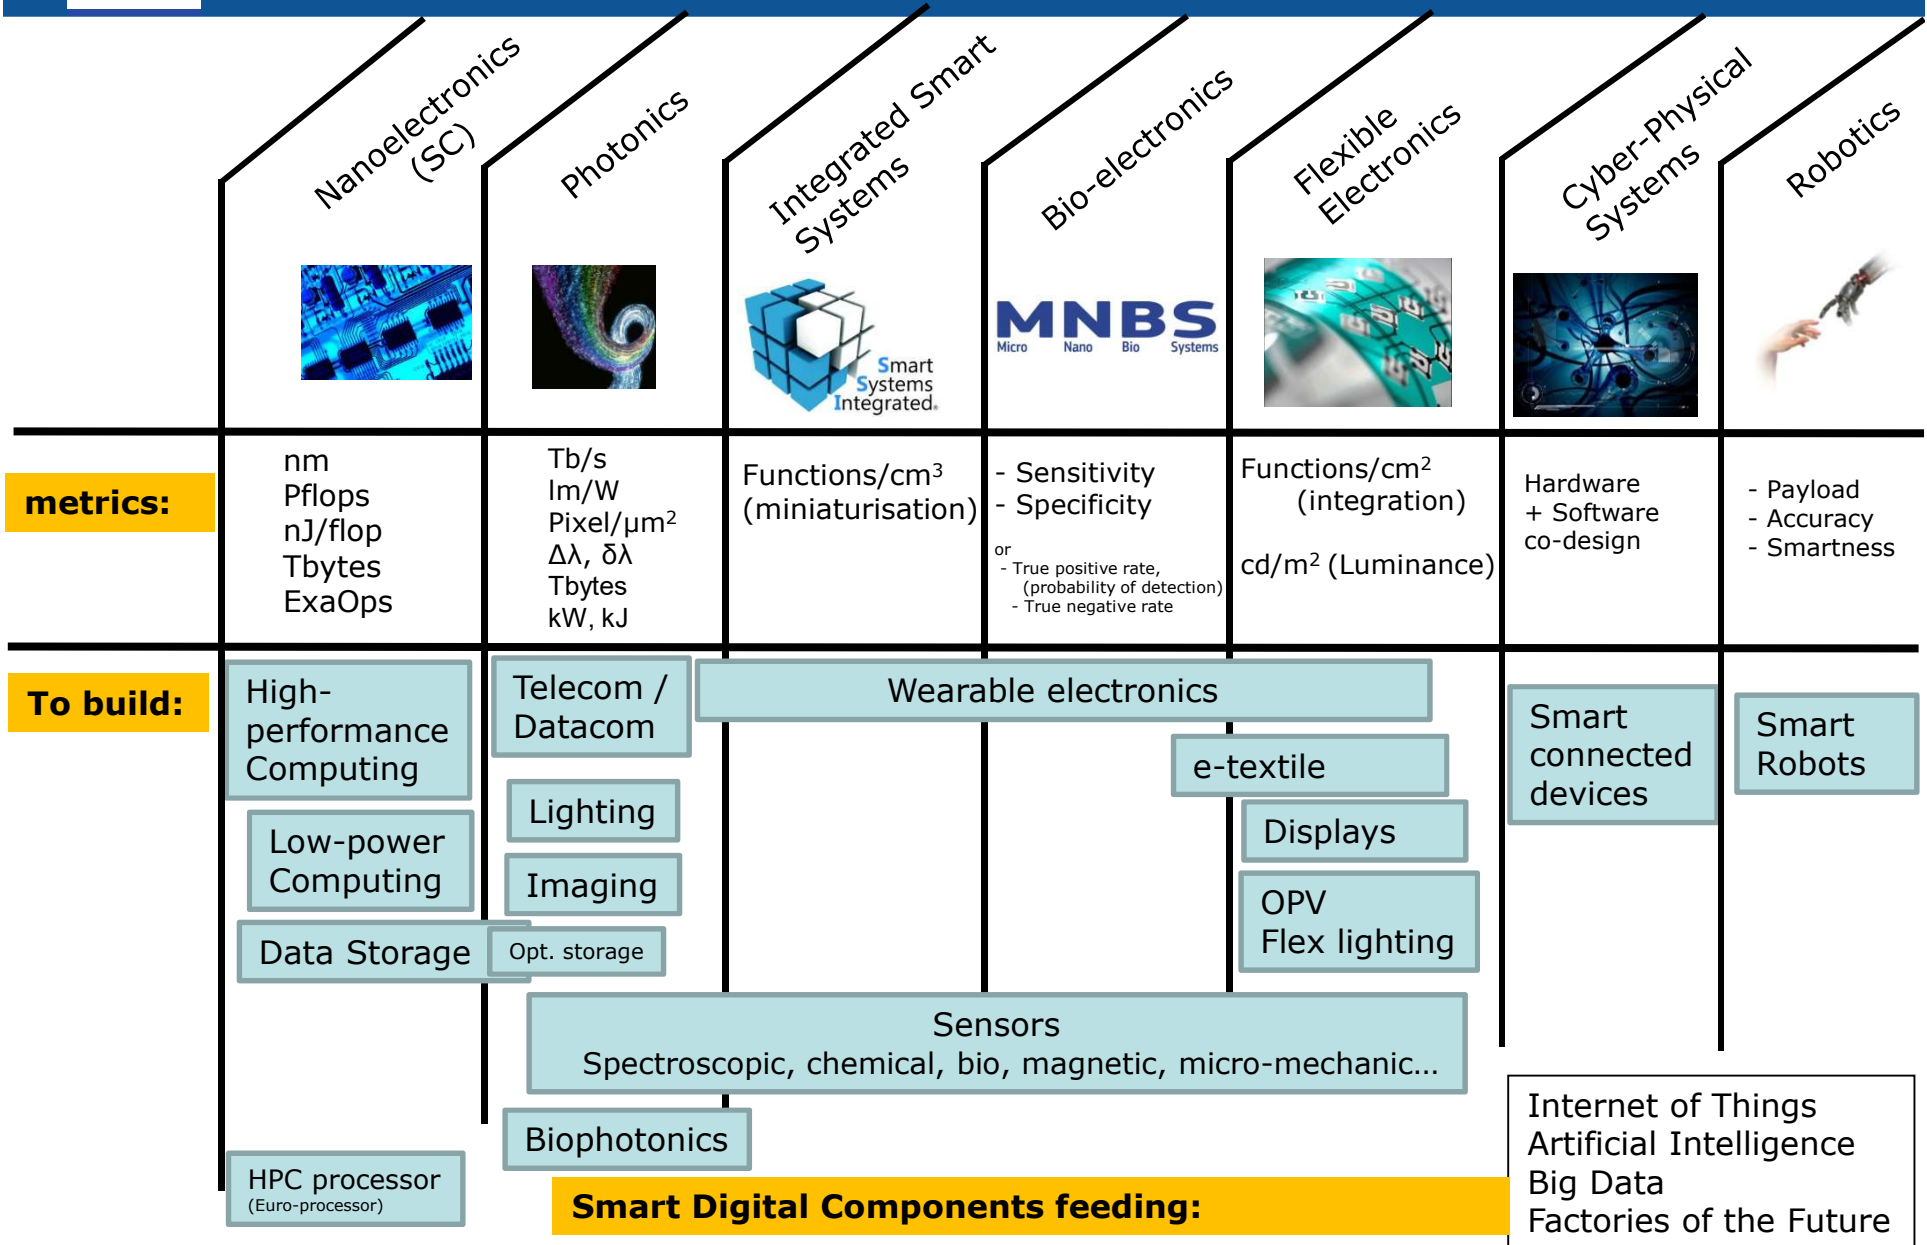 Nanoelectronics
(SC)
Photonics
Integrated Smart
Systems
Bio-electronics
Flexible
Electronics
Cyber-Physical
Systems
Robotics
Smart
Systems
Integrated®
MNBS
Micro Nano Bio Systems
metrics:
nm
Pflops
nJ/flop
Tbytes
ExaOps
Tb/s
lm/W
Pixel/µm²
Δλ, δλ
Tbytes
kW, kJ
Functions/cm³
(miniaturisation)
- Sensitivity
- Specificity
or
- True positive rate,
(probability of detection)
- True negative rate
Functions/cm²
(integration)
cd/m² (Luminance)
Hardware
+ Software
co-design
- Payload
- Accuracy
- Smartness
To build:
High-
performance
Computing
Low-power
Computing
Data Storage
HPC processor
(Euro-processor)
Telecom /
Datacom
Lighting
Imaging
Opt. storage
Wearable electronics
e-textile
Displays
OPV
Flex lighting
Sensors
Spectroscopic, chemical, bio, magnetic, micro-mechanic...
Biophotonics
Smart
connected
devices
Smart
Robots
Smart Digital Components feeding:
Internet of Things
Artificial Intelligence
Big Data
Factories of the Future